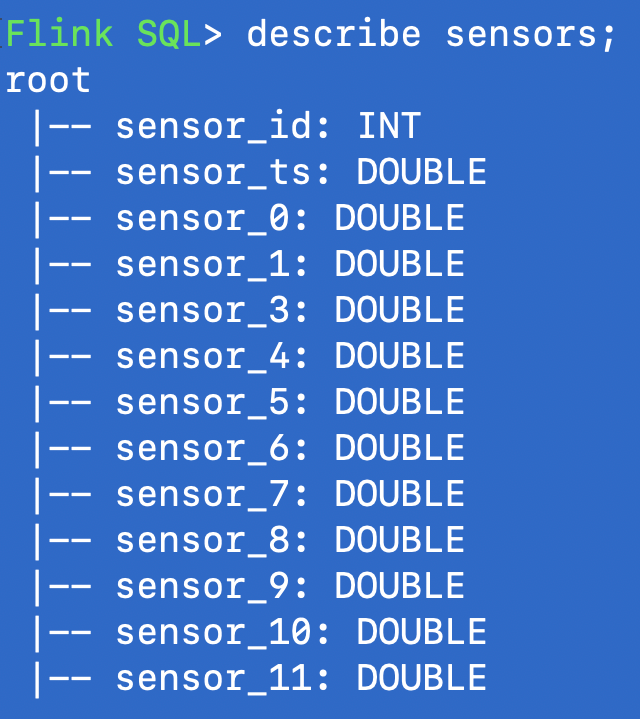 Flink SQL> describe sensors;
root
 |-- sensor_id: INT
 |-- sensor_ts: DOUBLE
 |-- sensor_0: DOUBLE
 |-- sensor_1: DOUBLE
 |-- sensor_3: DOUBLE
 |-- sensor_4: DOUBLE
 |-- sensor_5: DOUBLE
 |-- sensor_6: DOUBLE
 |-- sensor_7: DOUBLE
 |-- sensor_8: DOUBLE
 |-- sensor_9: DOUBLE
 |-- sensor_10: DOUBLE
 |-- sensor_11: DOUBLE